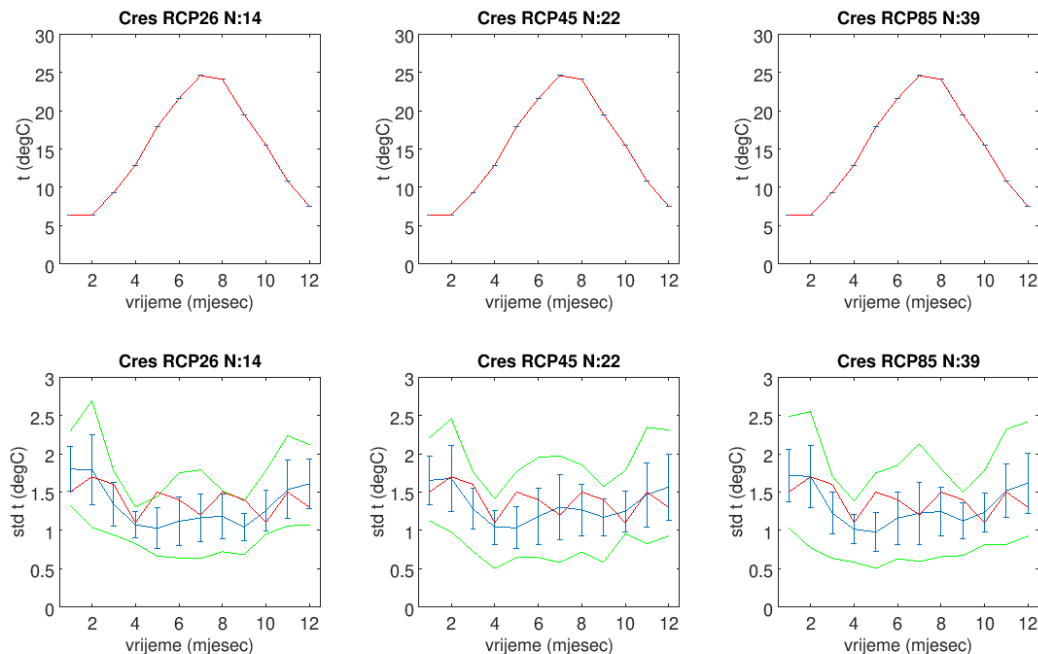 Cres RCP26 N:14
Cres RCP45 N:22
Cres RCP85 N:39
30
25
20
15
10
5
0
t (degC)
2 4 6 8 10 12
vrijeme (mjesec)
30
25
20
15
10
5
0
t (degC)
2 4 6 8 10 12
vrijeme (mjesec)
30
25
20
15
10
5
0
t (degC)
2 4 6 8 10 12
vrijeme (mjesec)
Cres RCP26 N:14
Cres RCP45 N:22
Cres RCP85 N:39
3
2.5
2
1.5
1
0.5
0
std t (degC)
2 4 6 8 10 12
vrijeme (mjesec)
3
2.5
2
1.5
1
0.5
0
std t (degC)
2 4 6 8 10 12
vrijeme (mjesec)
3
2.5
2
1.5
1
0.5
0
std t (degC)
2 4 6 8 10 12
vrijeme (mjesec)